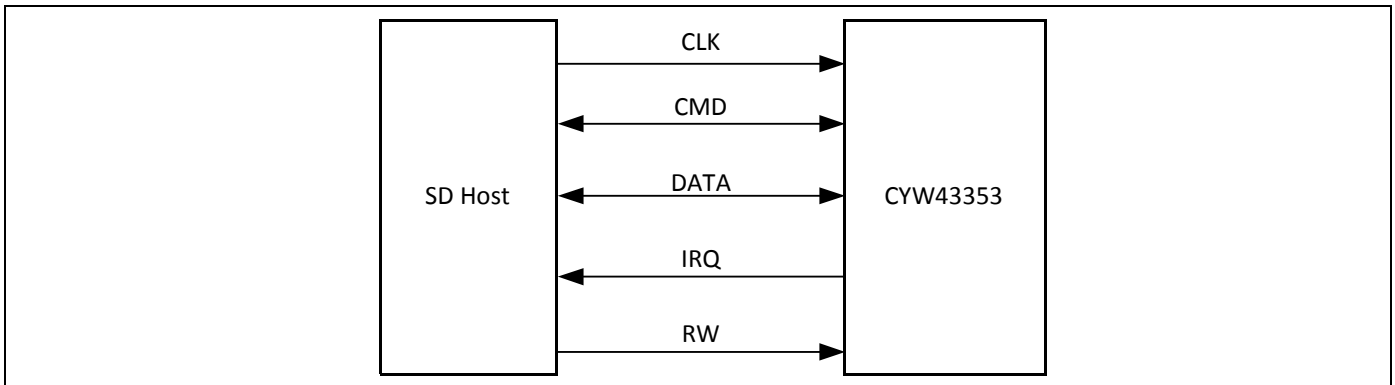 CLK
CMD
SD Host
DATA
CYW43353
IRQ
RW